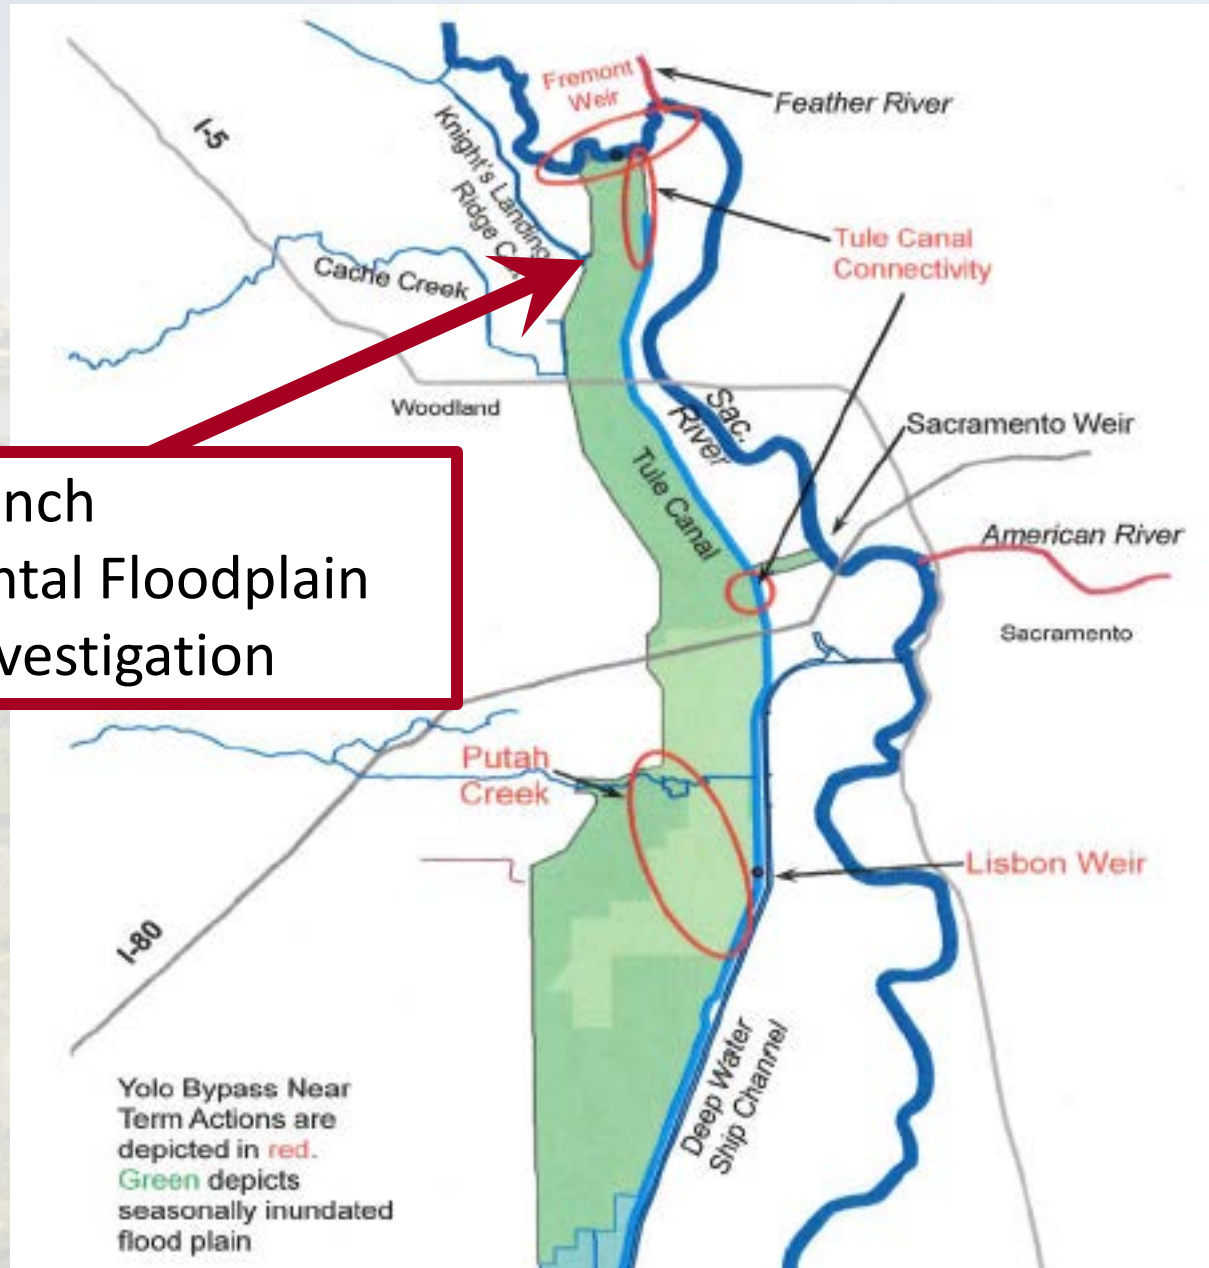 Fremont
Weir
Feather River
I-5
Knight's Landing
Ridge
Tule Canal
Connectivity
Cache Creek
Woodland
Sac.
River
Sacramento Weir
Tule Canal
American River
Sacramento
nch
ntal Floodplain
vestigation
Putah
Creek
Lisbon Weir
I-80
Deep Water
Ship Channel
Yolo Bypass Near
Term Actions are
depicted in red.
Green depicts
seasonally inundated
flood plain